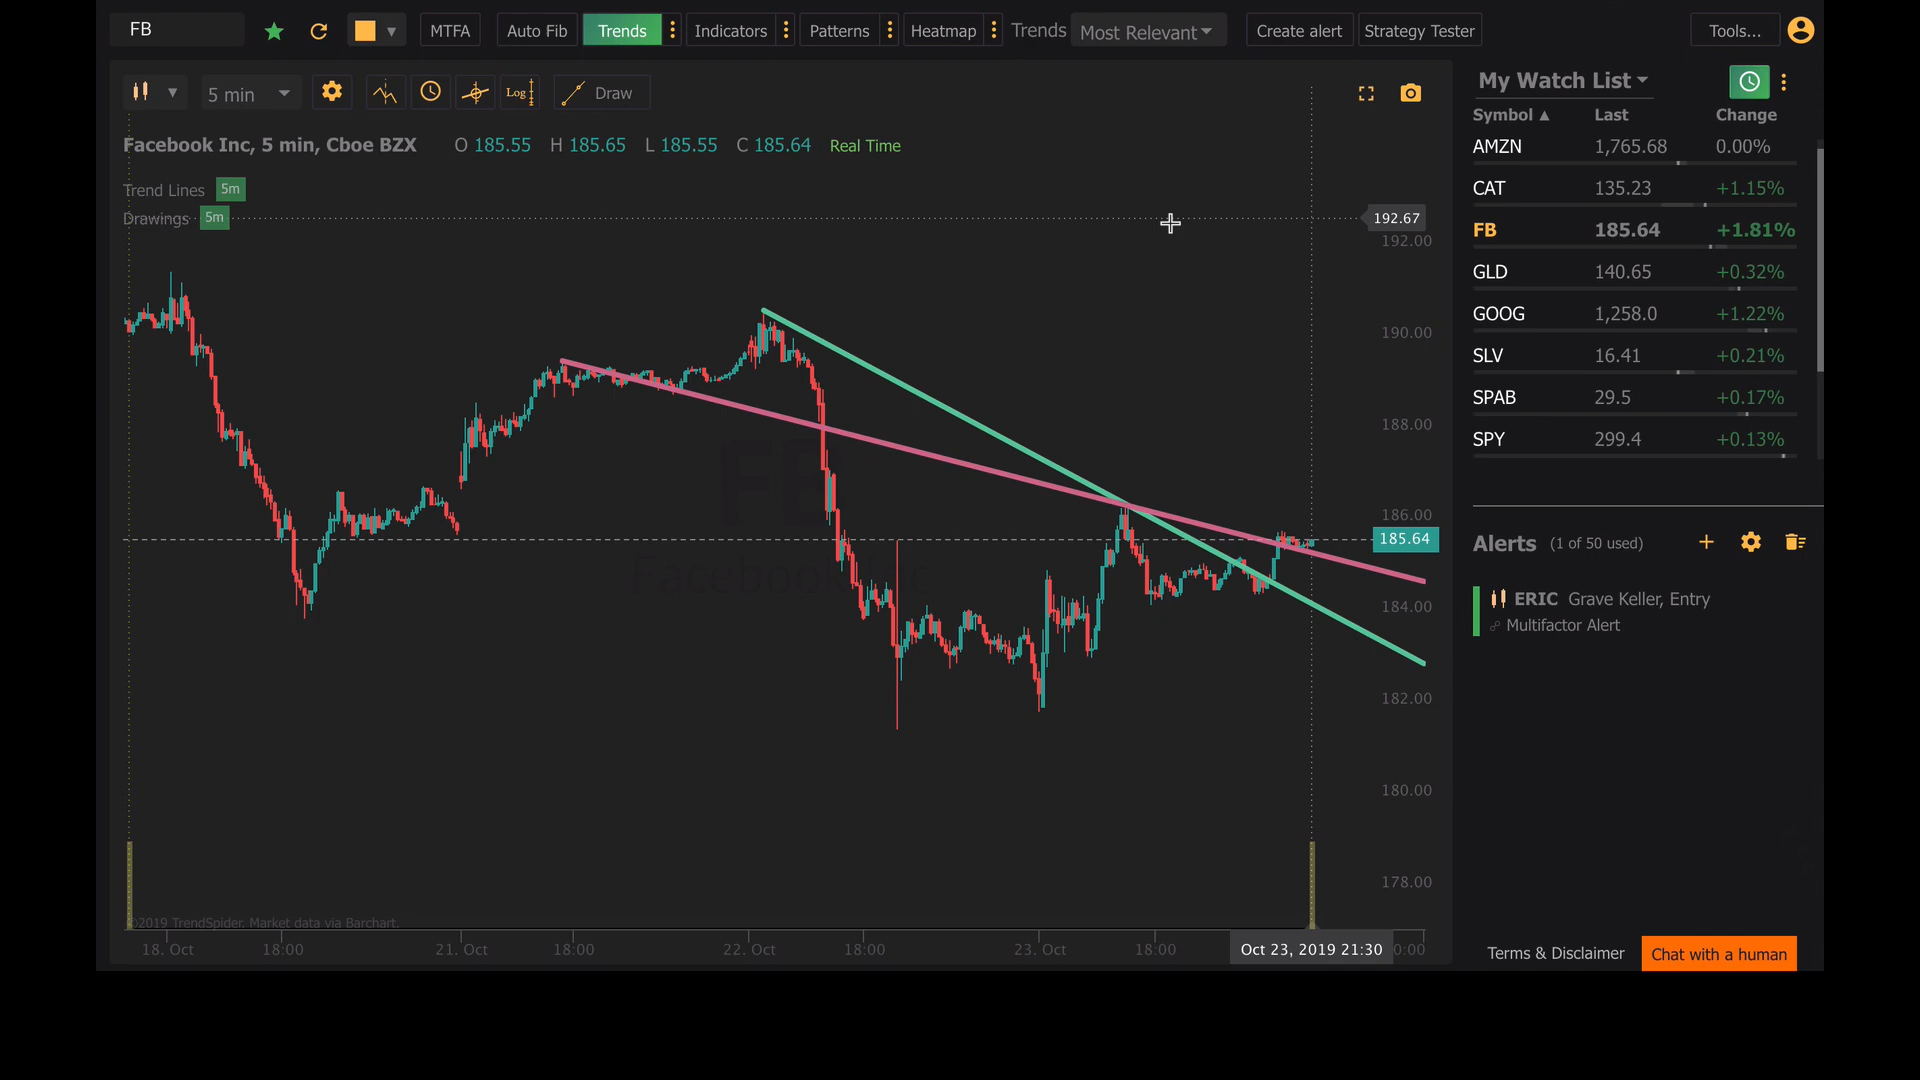 FB MTFA Auto Fib Trends Indicators Patterns Heatmap Trends Most Relevant Create alert Strategy Tester Tools...
5 min Log Draw
Facebook Inc, 5 min, Cboe BZX O 185.55 H 185.65 L 185.55 C 185.64 Real Time
Trend Lines 5m
Drawings 5m
192.67
192.00
190.00
188.00
186.00
185.64
184.00
182.00
180.00
178.00
FB
Facebook Inc
©2019 TrendSpider. Market data via Barchart.
18. Oct 18:00 21. Oct 18:00 22. Oct 18:00 23. Oct 18:00 Oct 23, 2019 21:30 0:00
My Watch List
Symbol ▲ Last Change
AMZN 1,765.68 0.00%
CAT 135.23 +1.15%
FB 185.64 +1.81%
GLD 140.65 +0.32%
GOOG 1,258.0 +1.22%
SLV 16.41 +0.21%
SPAB 29.5 +0.17%
SPY 299.4 +0.13%
Alerts (1 of 50 used)
ERIC Grave Keller, Entry
Multifactor Alert
Terms & Disclaimer Chat with a human